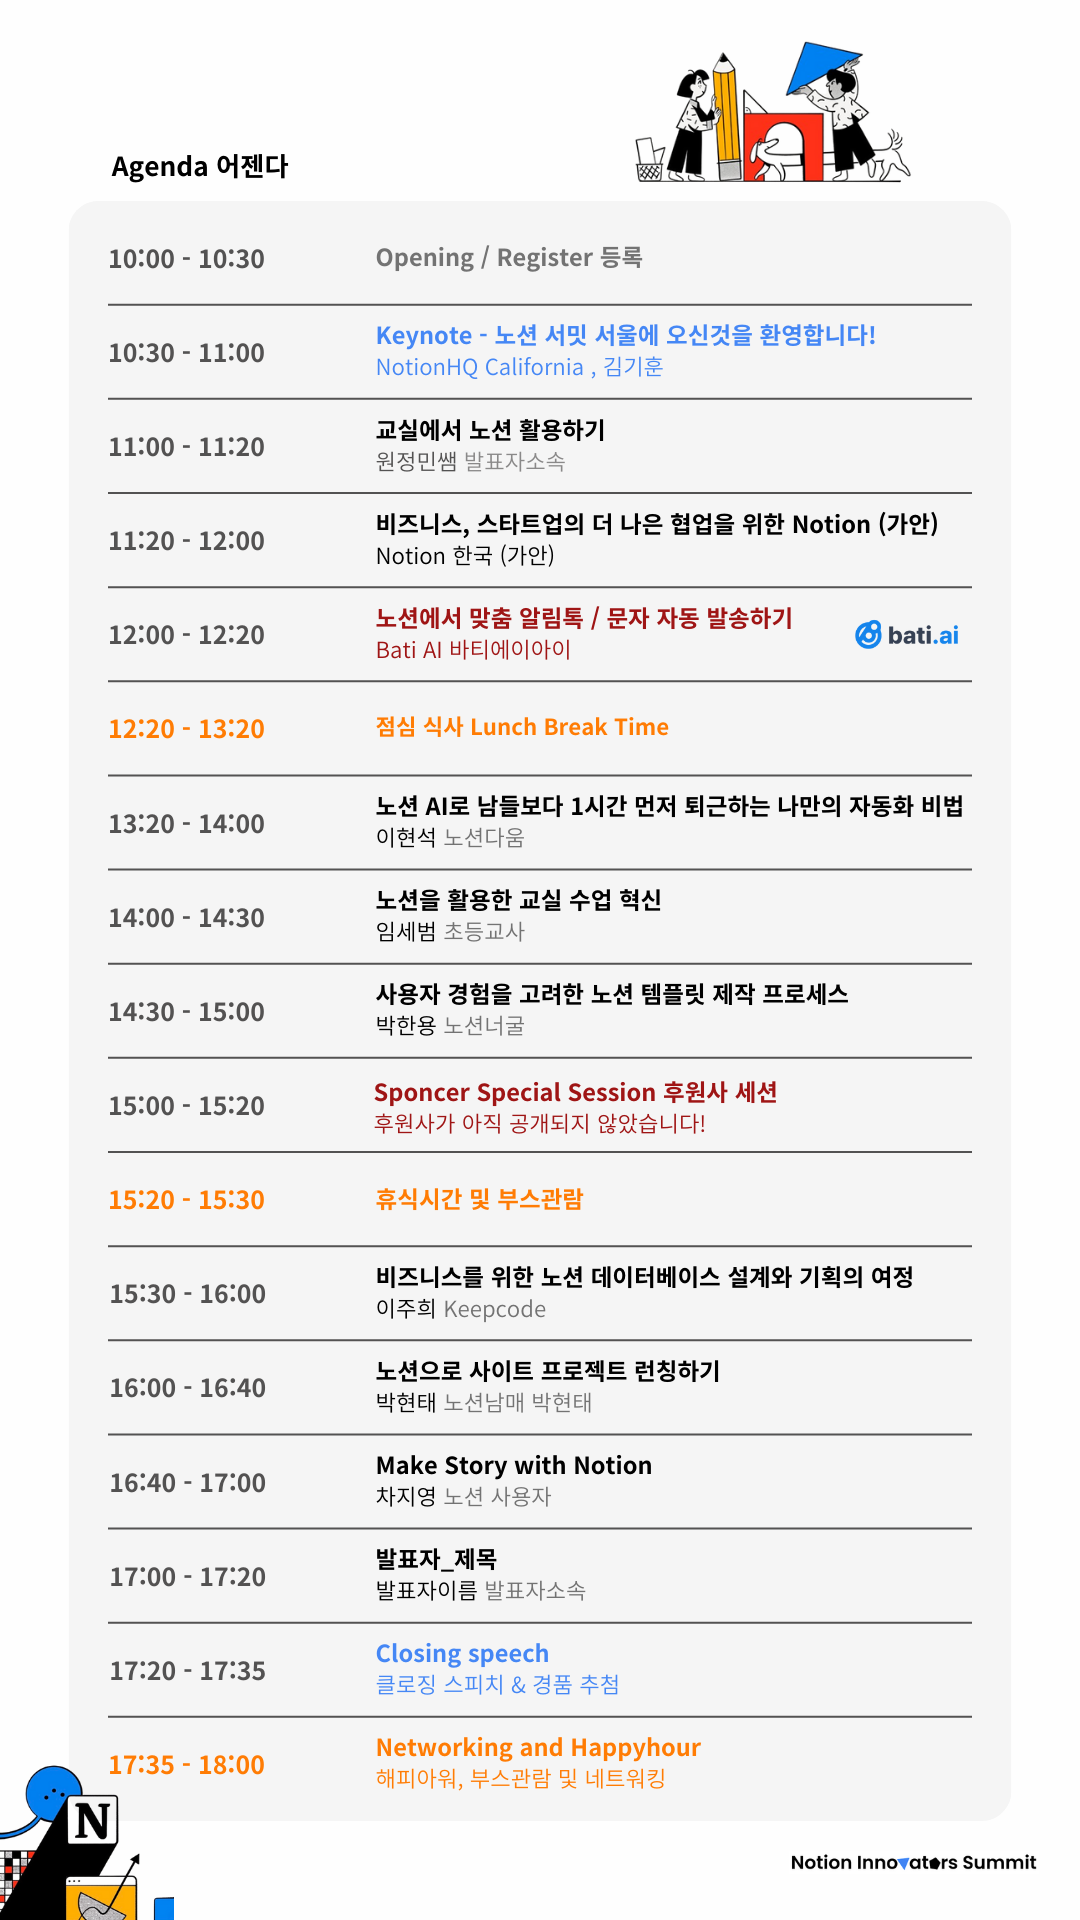 Agenda 어젠다
10:00 - 10:30
Opening / Register 등록
10:30 - 11:00
Keynote - 노션 서밋 서울에 오신것을 환영합니다!
NotionHQ California , 김기훈
11:00 - 11:20
교실에서 노션 활용하기
원정민쌤 발표자소속
11:20 - 12:00
비즈니스, 스타트업의 더 나은 협업을 위한 Notion (가안)
Notion 한국 (가안)
12:00 - 12:20
노션에서 맞춤 알림톡 / 문자 자동 발송하기
Bati AI 바티에이아이
bati.ai
12:20 - 13:20
점심 식사 Lunch Break Time
13:20 - 14:00
노션 AI로 남들보다 1시간 먼저 퇴근하는 나만의 자동화 비법
이현석 노션다움
14:00 - 14:30
노션을 활용한 교실 수업 혁신
임세범 초등교사
14:30 - 15:00
사용자 경험을 고려한 노션 템플릿 제작 프로세스
박한용 노션너굴
15:00 - 15:20
Sponcer Special Session 후원사 세션
후원사가 아직 공개되지 않았습니다!
15:20 - 15:30
휴식시간 및 부스관람
15:30 - 16:00
비즈니스를 위한 노션 데이터베이스 설계와 기획의 여정
이주희 Keepcode
16:00 - 16:40
노션으로 사이트 프로젝트 런칭하기
박현태 노션남매 박현태
16:40 - 17:00
Make Story with Notion
차지영 노션 사용자
17:00 - 17:20
발표자_제목
발표자이름 발표자소속
17:20 - 17:35
Closing speech
클로징 스피치 & 경품 추첨
17:35 - 18:00
Networking and Happyhour
해피아워, 부스관람 및 네트워킹
N
Notion Innovators Summit